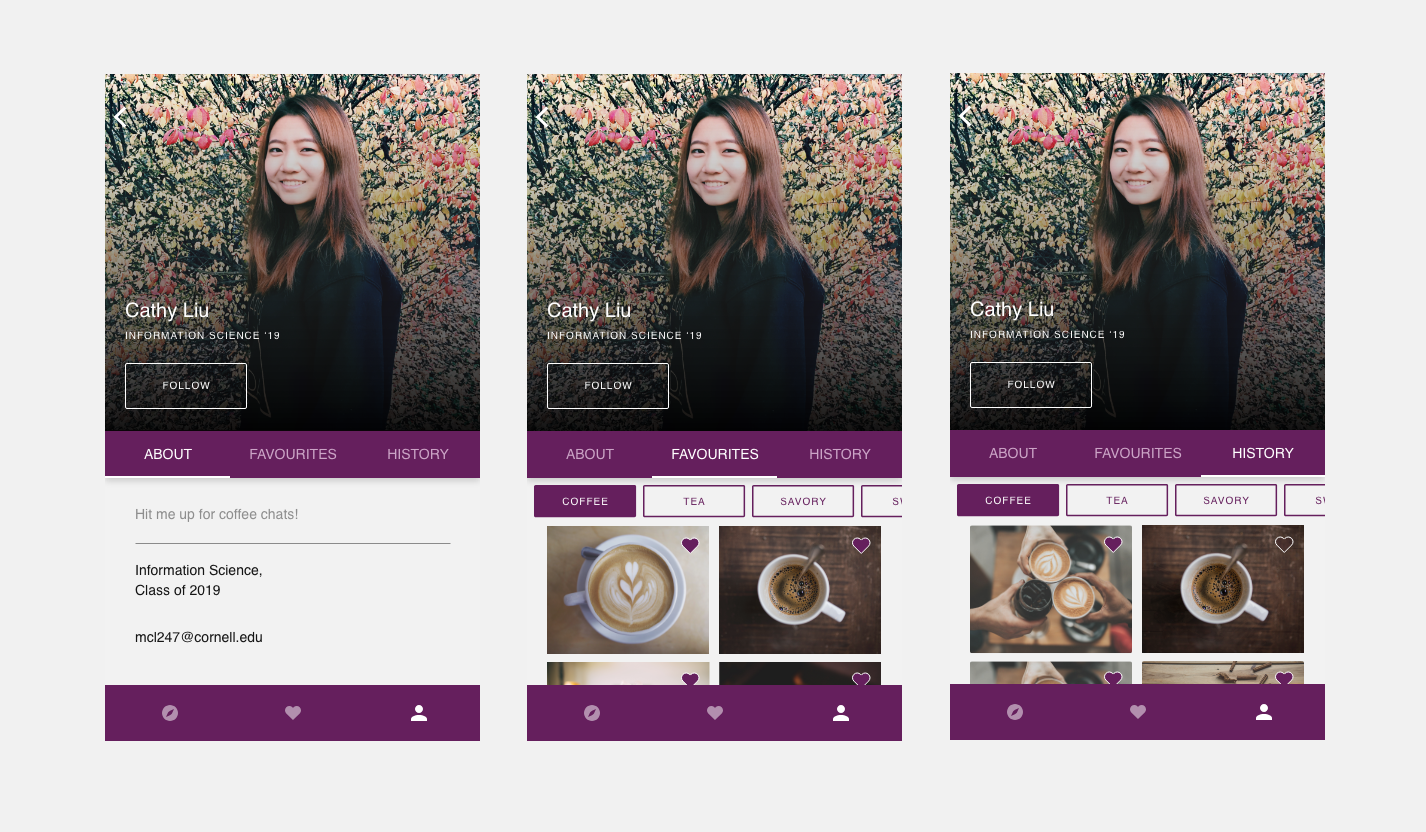 Cathy Liu
INFORMATION SCIENCE '19
FOLLOW
ABOUT FAVOURITES HISTORY
Hit me up for coffee chats!
Information Science,
Class of 2019
mcl247@cornell.edu
Cathy Liu
INFORMATION SCIENCE '19
FOLLOW
ABOUT FAVOURITES HISTORY
COFFEE TEA SAVORY
Cathy Liu
INFORMATION SCIENCE '19
FOLLOW
ABOUT FAVOURITES HISTORY
COFFEE TEA SAVORY